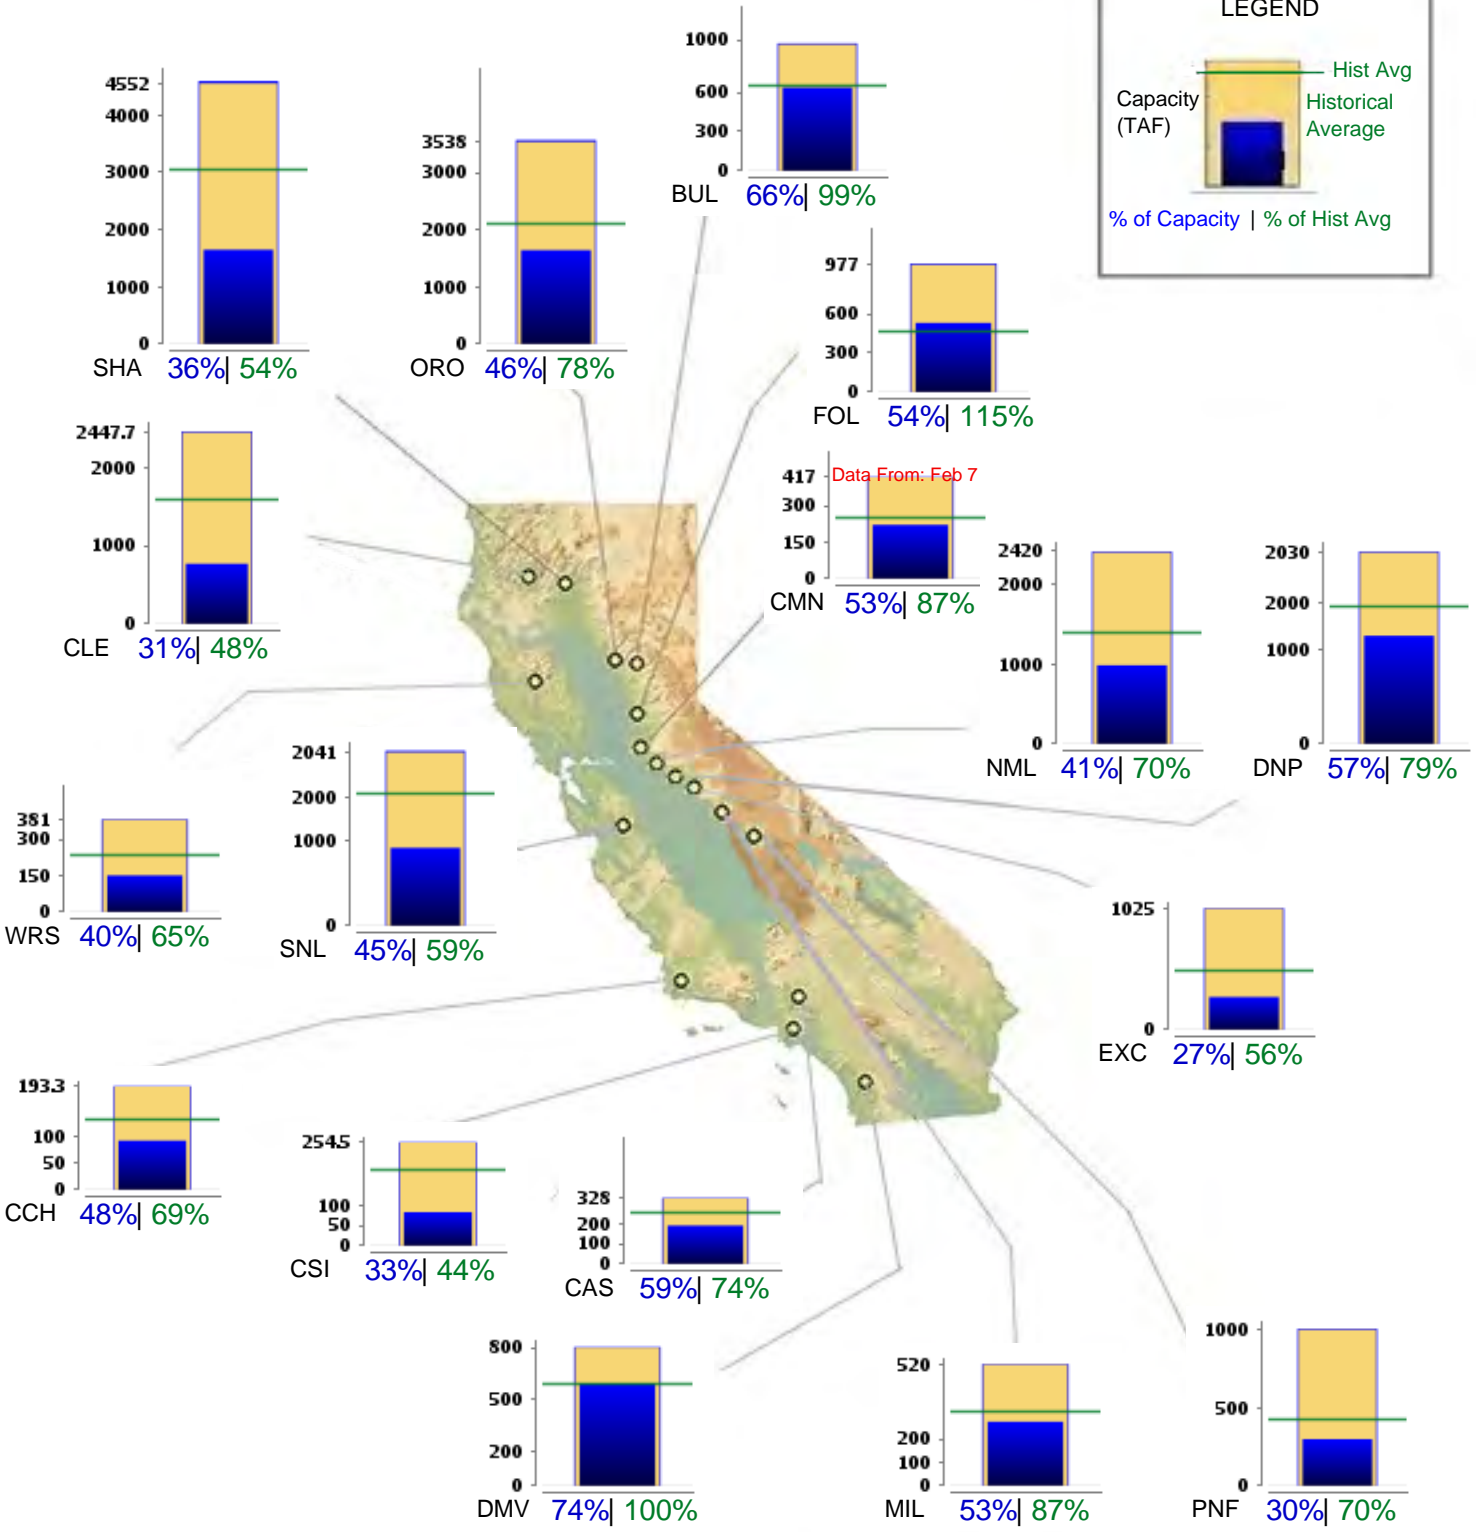 LEGEND
Hist Avg
Capacity
(TAF)
Historical
Average
% of Capacity | % of Hist Avg
4552
4000
3000
2000
1000
0
SHA 36%| 54%
3538
3000
2000
1000
0
ORO 46%| 78%
1000
600
300
0
BUL 66%| 99%
977
600
300
0
FOL 54%| 115%
2447.7
2000
1000
0
CLE 31%| 48%
Data From: Feb 7
417
300
150
0
CMN 53%| 87%
2420
2000
1000
0
NML 41%| 70%
2030
2000
1000
0
DNP 57%| 79%
381
300
150
0
WRS 40%| 65%
2041
2000
1000
0
SNL 45%| 59%
1025
0
EXC 27%| 56%
193.3
100
50
0
CCH 48%| 69%
254.5
100
50
0
CSI 33%| 44%
328
200
100
0
CAS 59%| 74%
800
500
200
0
DMV 74%| 100%
520
200
100
0
MIL 53%| 87%
1000
500
0
PNF 30%| 70%